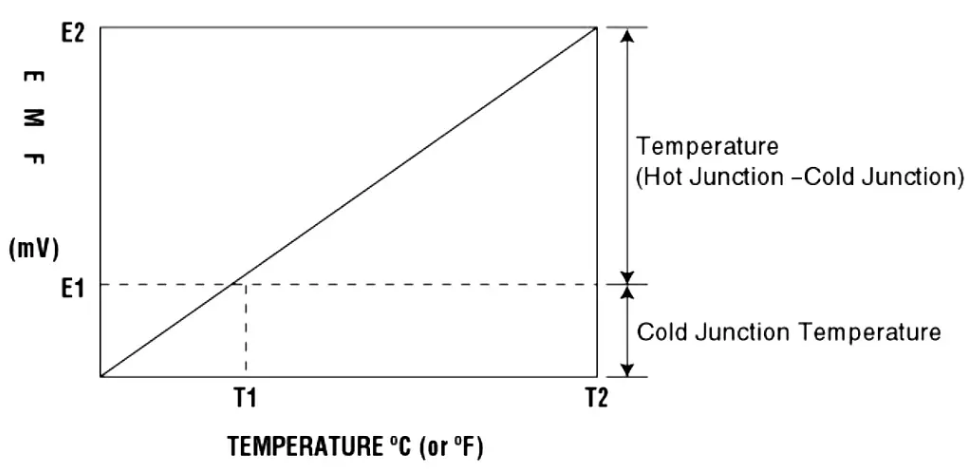 E2
E M F
(mV)
E1
Temperature
(Hot Junction –Cold Junction)
Cold Junction Temperature
T1 T2
TEMPERATURE ºC (or ºF)